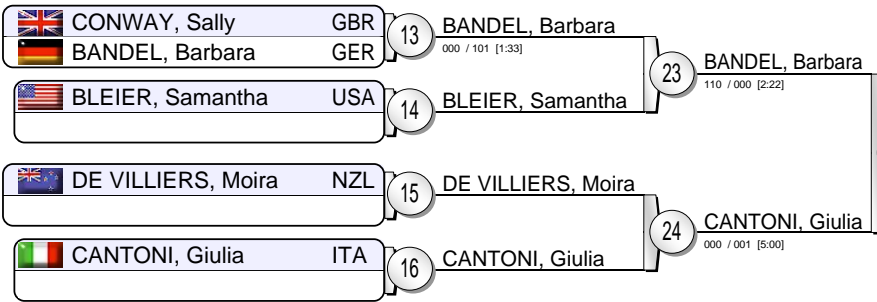 CONWAY, Sally GBR
BANDEL, Barbara GER
13
BANDEL, Barbara
000 / 101 [1:33]
BLEIER, Samantha USA
14
BLEIER, Samantha
23
BANDEL, Barbara
110 / 000 [2:22]
DE VILLIERS, Moira NZL
15
DE VILLIERS, Moira
CANTONI, Giulia ITA
16
CANTONI, Giulia
24
CANTONI, Giulia
000 / 001 [5:00]